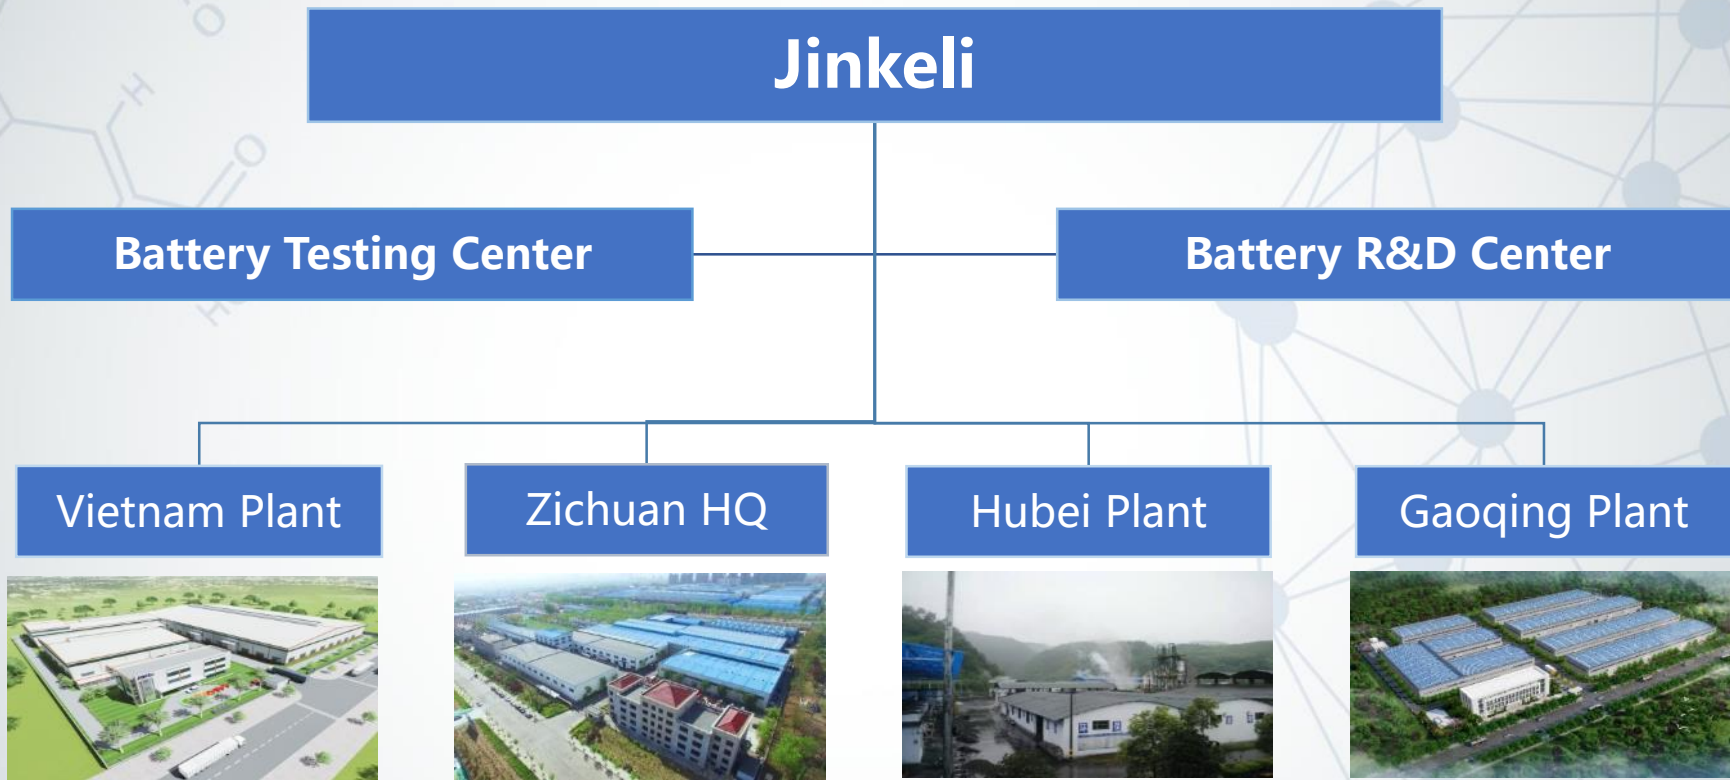 Jinkeli
Battery Testing Center
Battery R&D Center
Vietnam Plant
Zichuan HQ
Hubei Plant
Gaoqing Plant
O
H
O